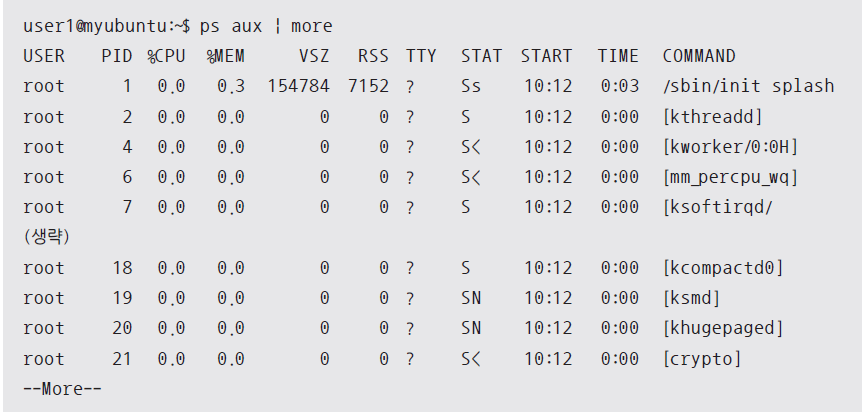 user1@myubuntu:~$ ps aux | more
USER PID %CPU %MEM VSZ RSS TTY STAT START TIME COMMAND
root 1 0.0 0.3 154784 7152 ? Ss 10:12 0:03 /sbin/init splash
root 2 0.0 0.0 0 0 ? S 10:12 0:00 [kthreadd]
root 4 0.0 0.0 0 0 ? S< 10:12 0:00 [kworker/0:0H]
root 6 0.0 0.0 0 0 ? S< 10:12 0:00 [mm_percpu_wq]
root 7 0.0 0.0 0 0 ? S 10:12 0:00 [ksoftirqd/
(생략)
root 18 0.0 0.0 0 0 ? S 10:12 0:00 [kcompactd0]
root 19 0.0 0.0 0 0 ? SN 10:12 0:00 [ksmd]
root 20 0.0 0.0 0 0 ? SN 10:12 0:00 [khugepaged]
root 21 0.0 0.0 0 0 ? S< 10:12 0:00 [crypto]
--More--